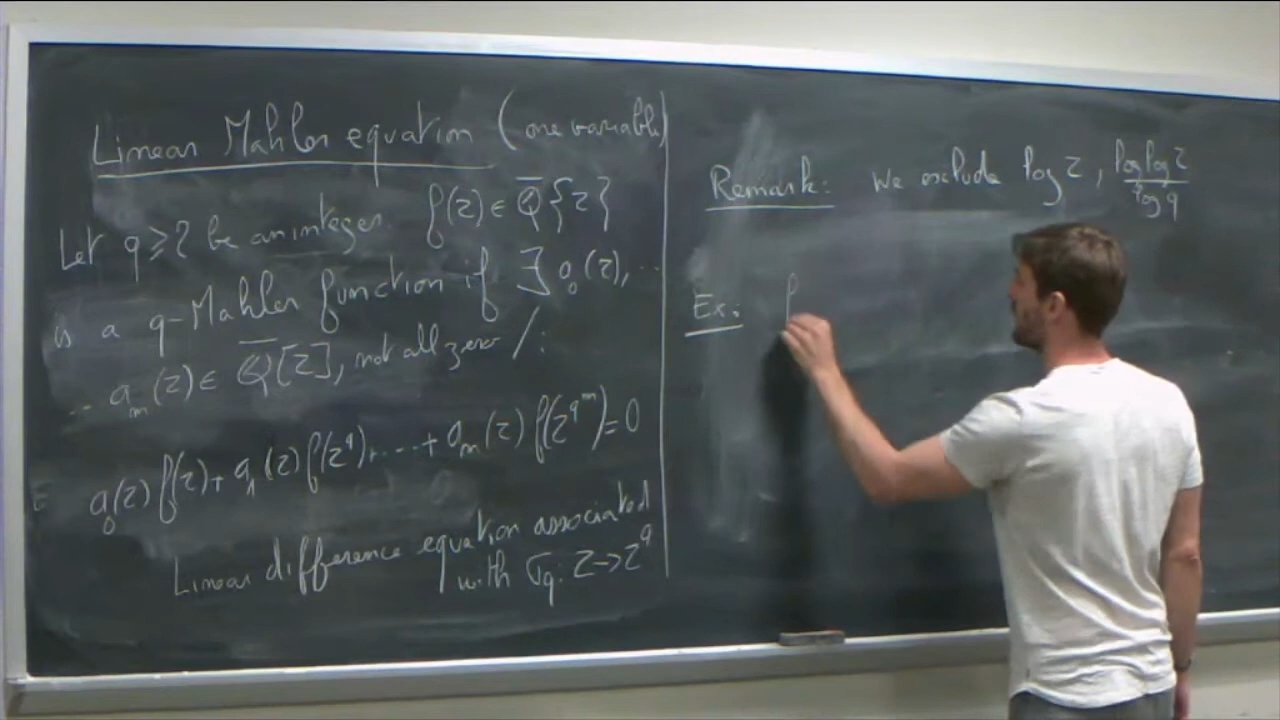 Linear Mahler equation (one variable)
Let q ⩾ 2 be an integer. f(z) ∈ Q̅{z}
is a q-Mahler function if ∃ a₀(z), ..
.. aₘ(z) ∈ Q̅[z], not all zero /:
a₀(z) f(z) + a₁(z) f(z^q) + ... + aₘ(z) f(z^{q^m}) = 0
Linear difference equation associated
with σ_q : z → z^q
Remark: we exclude log z, log log z / log q
Ex: f